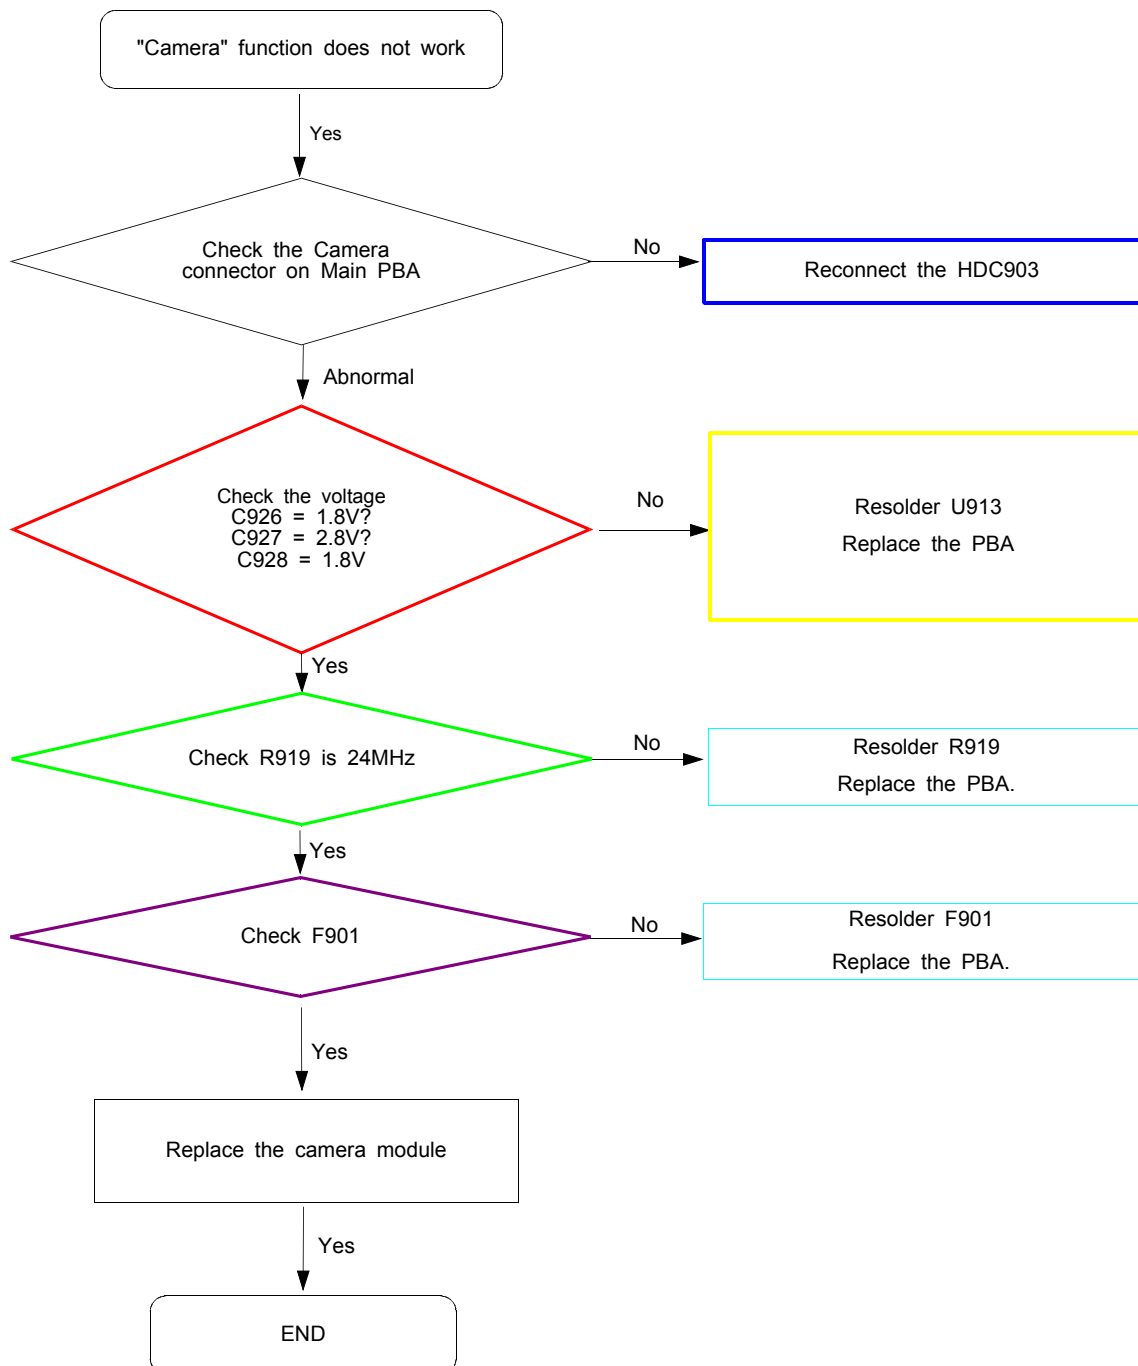 "Camera" function does not work
Yes
Check the Camera
connector on Main PBA
No
Reconnect the HDC903
Abnormal
Check the voltage
C926 = 1.8V?
C927 = 2.8V?
C928 = 1.8V
No
Resolder U913
Replace the PBA
Yes
Check R919 is 24MHz
No
Resolder R919
Replace the PBA.
Yes
Check F901
No
Resolder F901
Replace the PBA.
Yes
Replace the camera module
Yes
END